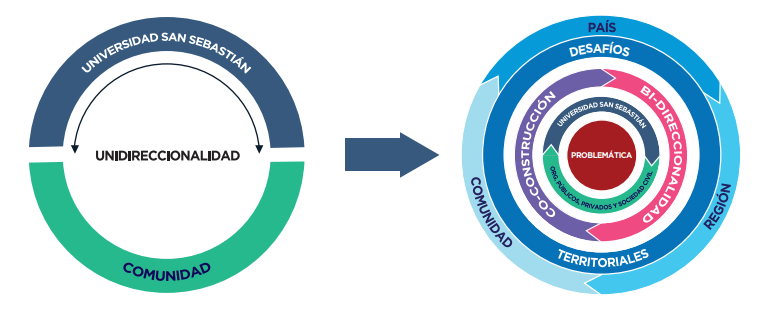 UNIVERSIDAD SAN SEBASTIÁN
UNIDIRECCIONALIDAD
COMUNIDAD
PAÍS
DESAFÍOS
CO-CONSTRUCCIÓN
BI-DIRECCIONALIDAD
UNIVERSIDAD SAN SEBASTIÁN
PROBLEMÁTICA
ORG. PÚBLICOS, PRIVADOS Y SOCIEDAD CIVIL
COMUNIDAD
REGIÓN
TERRITORIALES